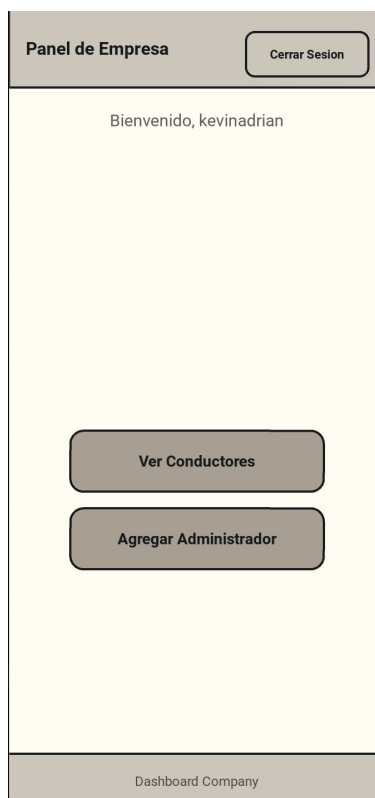 Panel de Empresa
Cerrar Sesion
Bienvenido, kevinadrian
Ver Conductores
Agregar Administrador
Dashboard Company